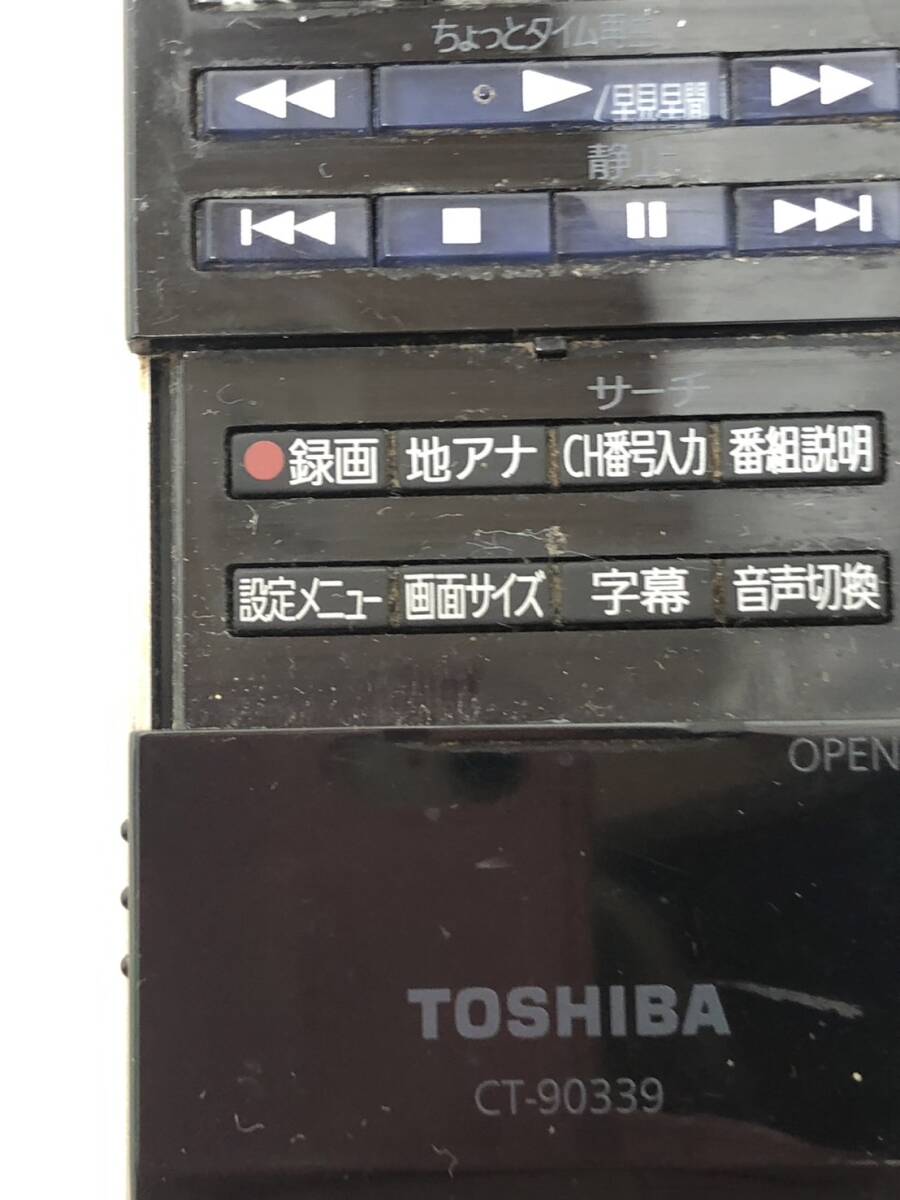 ちょっとタイム再生
/早見早聞
静止
サーチ
録画 地アナ CH番号入力 番組説明
設定メニュー 画面サイズ 字幕 音声切換
OPEN
TOSHIBA
CT-90339